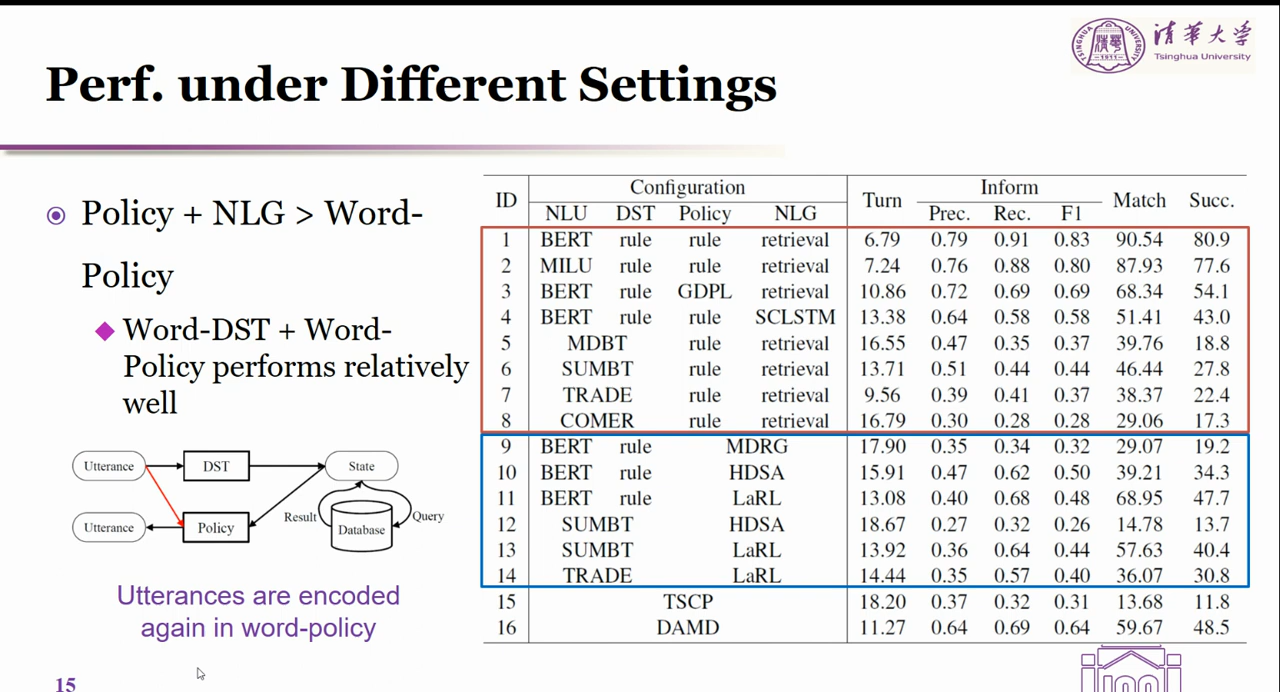 清华大学
Tsinghua University
Perf. under Different Settings
Policy + NLG > Word-
Policy
Word-DST + Word-
Policy performs relatively
well
Utterance DST State
Utterance Policy Result Database Query
Utterances are encoded
again in word-policy
15
ID Configuration Turn Inform Match Succ.
NLU DST Policy NLG Prec. Rec. F1
1 BERT rule rule retrieval 6.79 0.79 0.91 0.83 90.54 80.9
2 MILU rule rule retrieval 7.24 0.76 0.88 0.80 87.93 77.6
3 BERT rule GDPL retrieval 10.86 0.72 0.69 0.69 68.34 54.1
4 BERT rule rule SCLSTM 13.38 0.64 0.58 0.58 51.41 43.0
5 MDBT rule retrieval 16.55 0.47 0.35 0.37 39.76 18.8
6 SUMBT rule retrieval 13.71 0.51 0.44 0.44 46.44 27.8
7 TRADE rule retrieval 9.56 0.39 0.41 0.37 38.37 22.4
8 COMER rule retrieval 16.79 0.30 0.28 0.28 29.06 17.3
9 BERT rule MDRG 17.90 0.35 0.34 0.32 29.07 19.2
10 BERT rule HDSA 15.91 0.47 0.62 0.50 39.21 34.3
11 BERT rule LaRL 13.08 0.40 0.68 0.48 68.95 47.7
12 SUMBT HDSA 18.67 0.27 0.32 0.26 14.78 13.7
13 SUMBT LaRL 13.92 0.36 0.64 0.44 57.63 40.4
14 TRADE LaRL 14.44 0.35 0.57 0.40 36.07 30.8
15 TSCP 18.20 0.37 0.32 0.31 13.68 11.8
16 DAMD 11.27 0.64 0.69 0.64 59.67 48.5